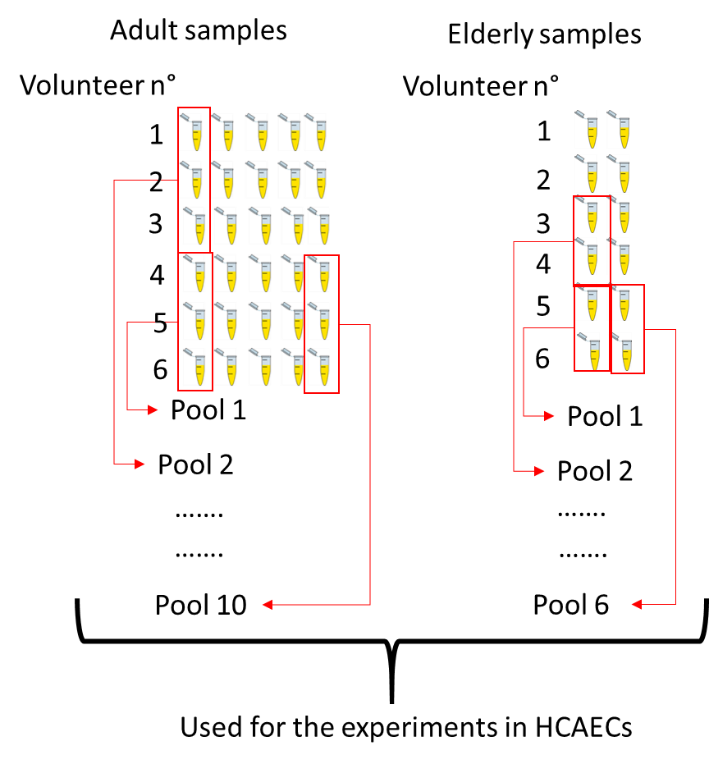 Adult samples
Volunteer n°
1
2
3
4
5
6
Pool 1
Pool 2
.......
.......
Pool 10
Elderly samples
Volunteer n°
1
2
3
4
5
6
Pool 1
Pool 2
.......
.......
Pool 6
Used for the experiments in HCAECs